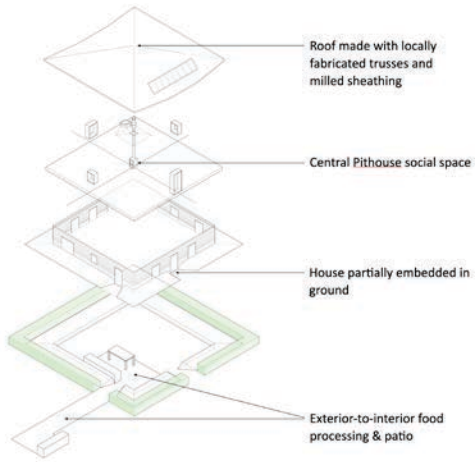 Roof made with locally
fabricated trusses and
milled sheathing
Central Pithouse social space
House partially embedded in
ground
Exterior-to-interior food
processing & patio